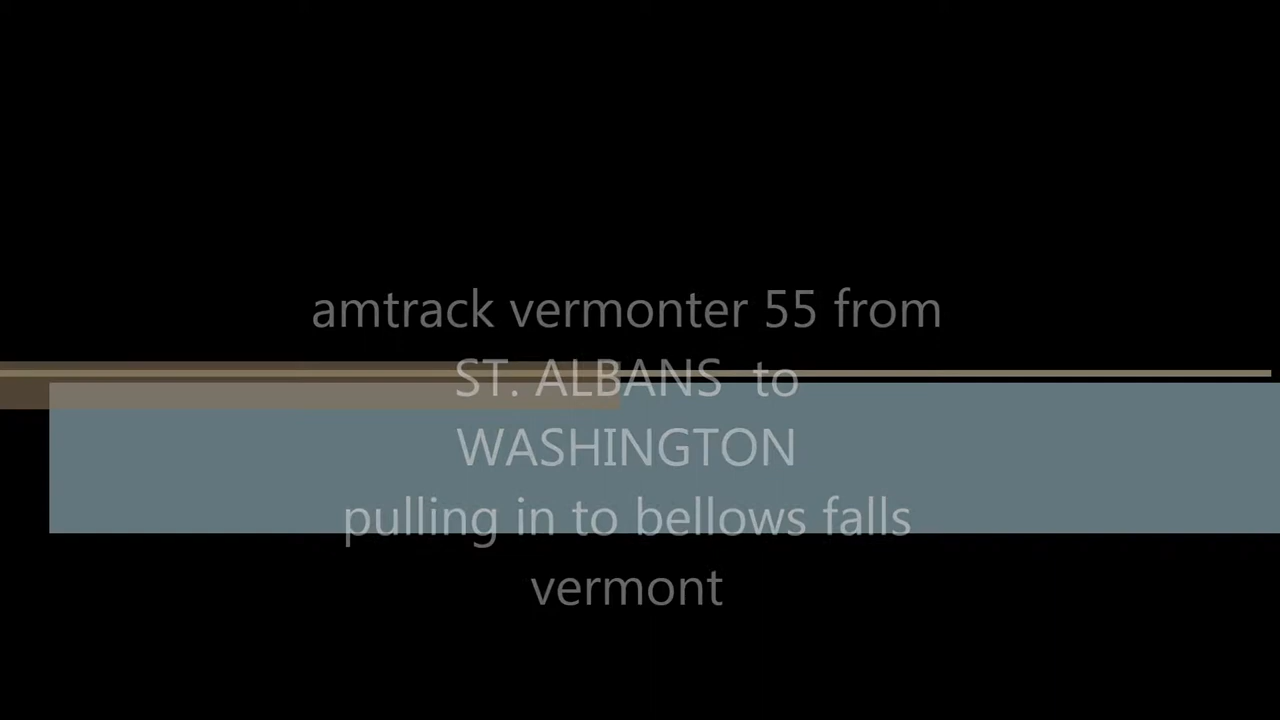 amtrack vermonter 55 from
ST. ALBANS to
WASHINGTON
pulling in to bellows falls
vermont